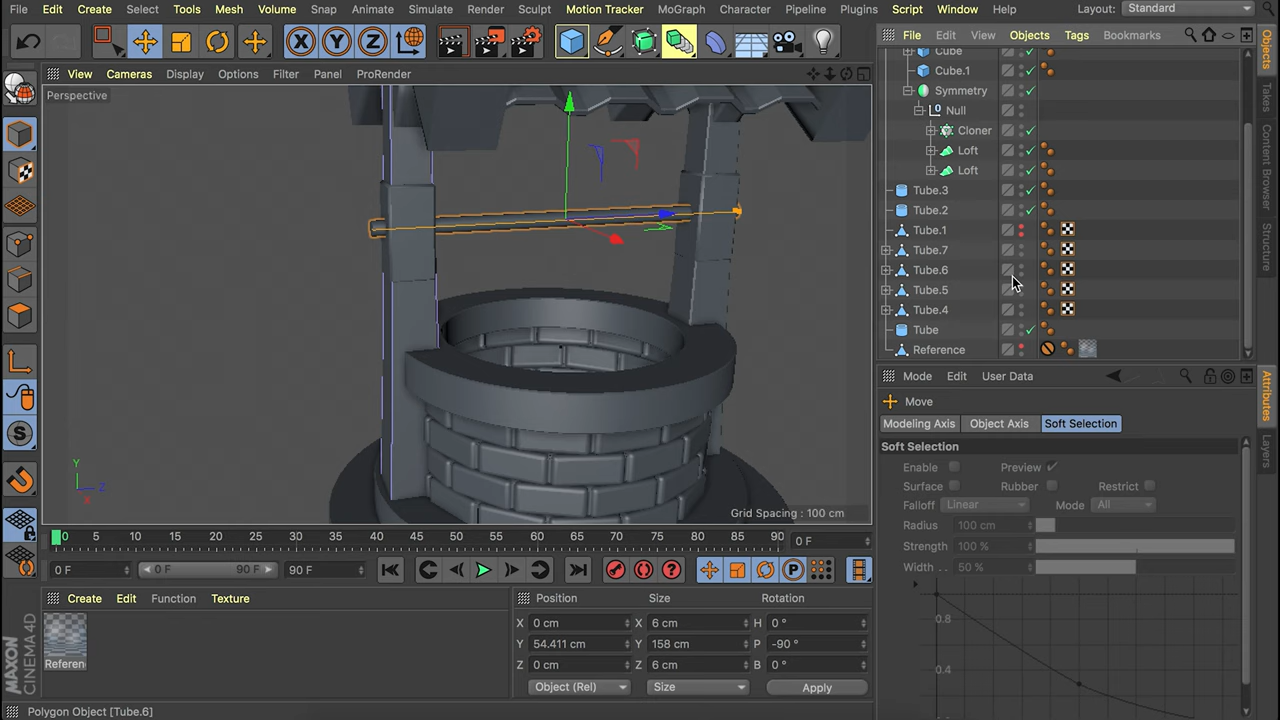 File Edit Create Select Tools Mesh Volume Snap Animate Simulate Render Sculpt Motion Tracker MoGraph Character Pipeline Plugins Script Window Help Layout: Standard
X Y Z
File Edit View Objects Tags Bookmarks
View Cameras Display Options Filter Panel ProRender
Perspective
Cube
Cube.1
Symmetry
Null
Cloner
Loft
Loft
Tube.3
Tube.2
Tube.1
Tube.7
Tube.6
Tube.5
Tube.4
Tube
Reference
Objects
Takes
Content Browser
Structure
Attributes
Layers
Mode Edit User Data
Move
Modeling Axis Object Axis Soft Selection
Soft Selection
Enable Preview
Surface Rubber Restrict
Falloff Linear Mode All
Radius 100 cm
Strength 100 %
Width . . 50 %
0.8
0.4
Y
Z
X
Grid Spacing : 100 cm
0 5 10 15 20 25 30 35 40 45 50 55 60 65 70 75 80 85 90 0 F
0 F 0 F 90 F 90 F
Create Edit Function Texture
Referen
Position Size Rotation
X 0 cm X 6 cm H 0 °
Y 54.411 cm Y 158 cm P -90 °
Z 0 cm Z 6 cm B 0 °
Object (Rel) Size Apply
MAXON
CINEMA 4D
Polygon Object [Tube.6]